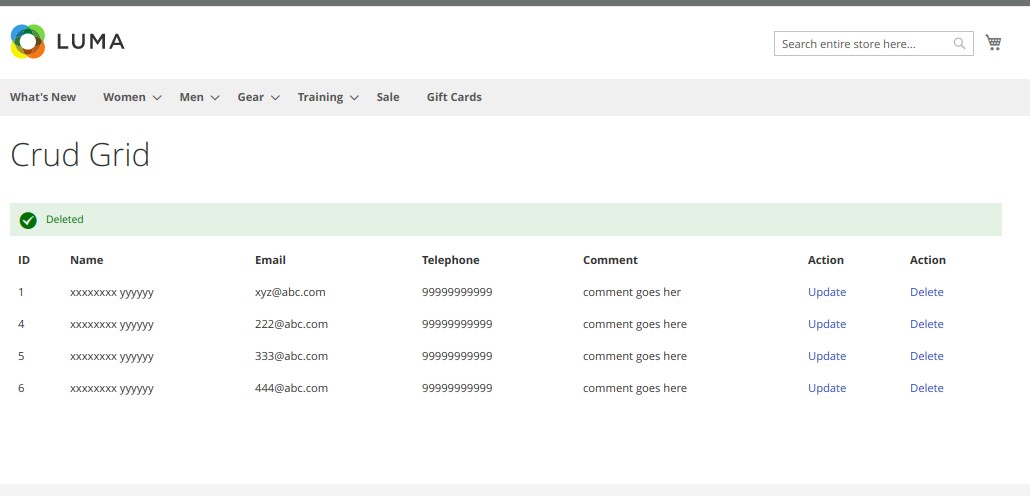 LUMA
Search entire store here...
What's New Women Men Gear Training Sale Gift Cards
Crud Grid
Deleted
ID Name Email Telephone Comment Action Action
1 xxxxxxxx yyyyyy xyz@abc.com 99999999999 comment goes her Update Delete
4 xxxxxxxx yyyyyy 222@abc.com 99999999999 comment goes here Update Delete
5 xxxxxxxx yyyyyy 333@abc.com 99999999999 comment goes here Update Delete
6 xxxxxxxx yyyyyy 444@abc.com 99999999999 comment goes here Update Delete